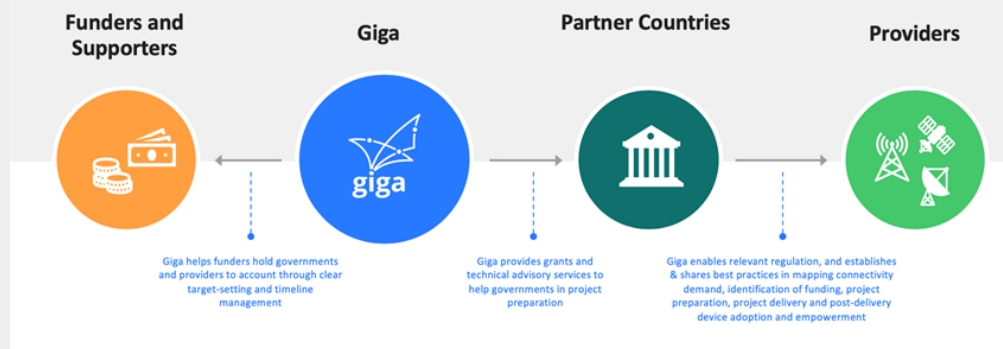 Funders and
Supporters
Giga
Partner Countries
Providers
giga
Giga helps funders hold governments
and providers to account through clear
target-setting and timeline
management
Giga provides grants and
technical advisory services to
help governments in project
preparation
Giga enables relevant regulation, and establishes
& shares best practices in mapping connectivity
demand, identification of funding, project
preparation, project delivery and post-delivery
device adoption and empowerment